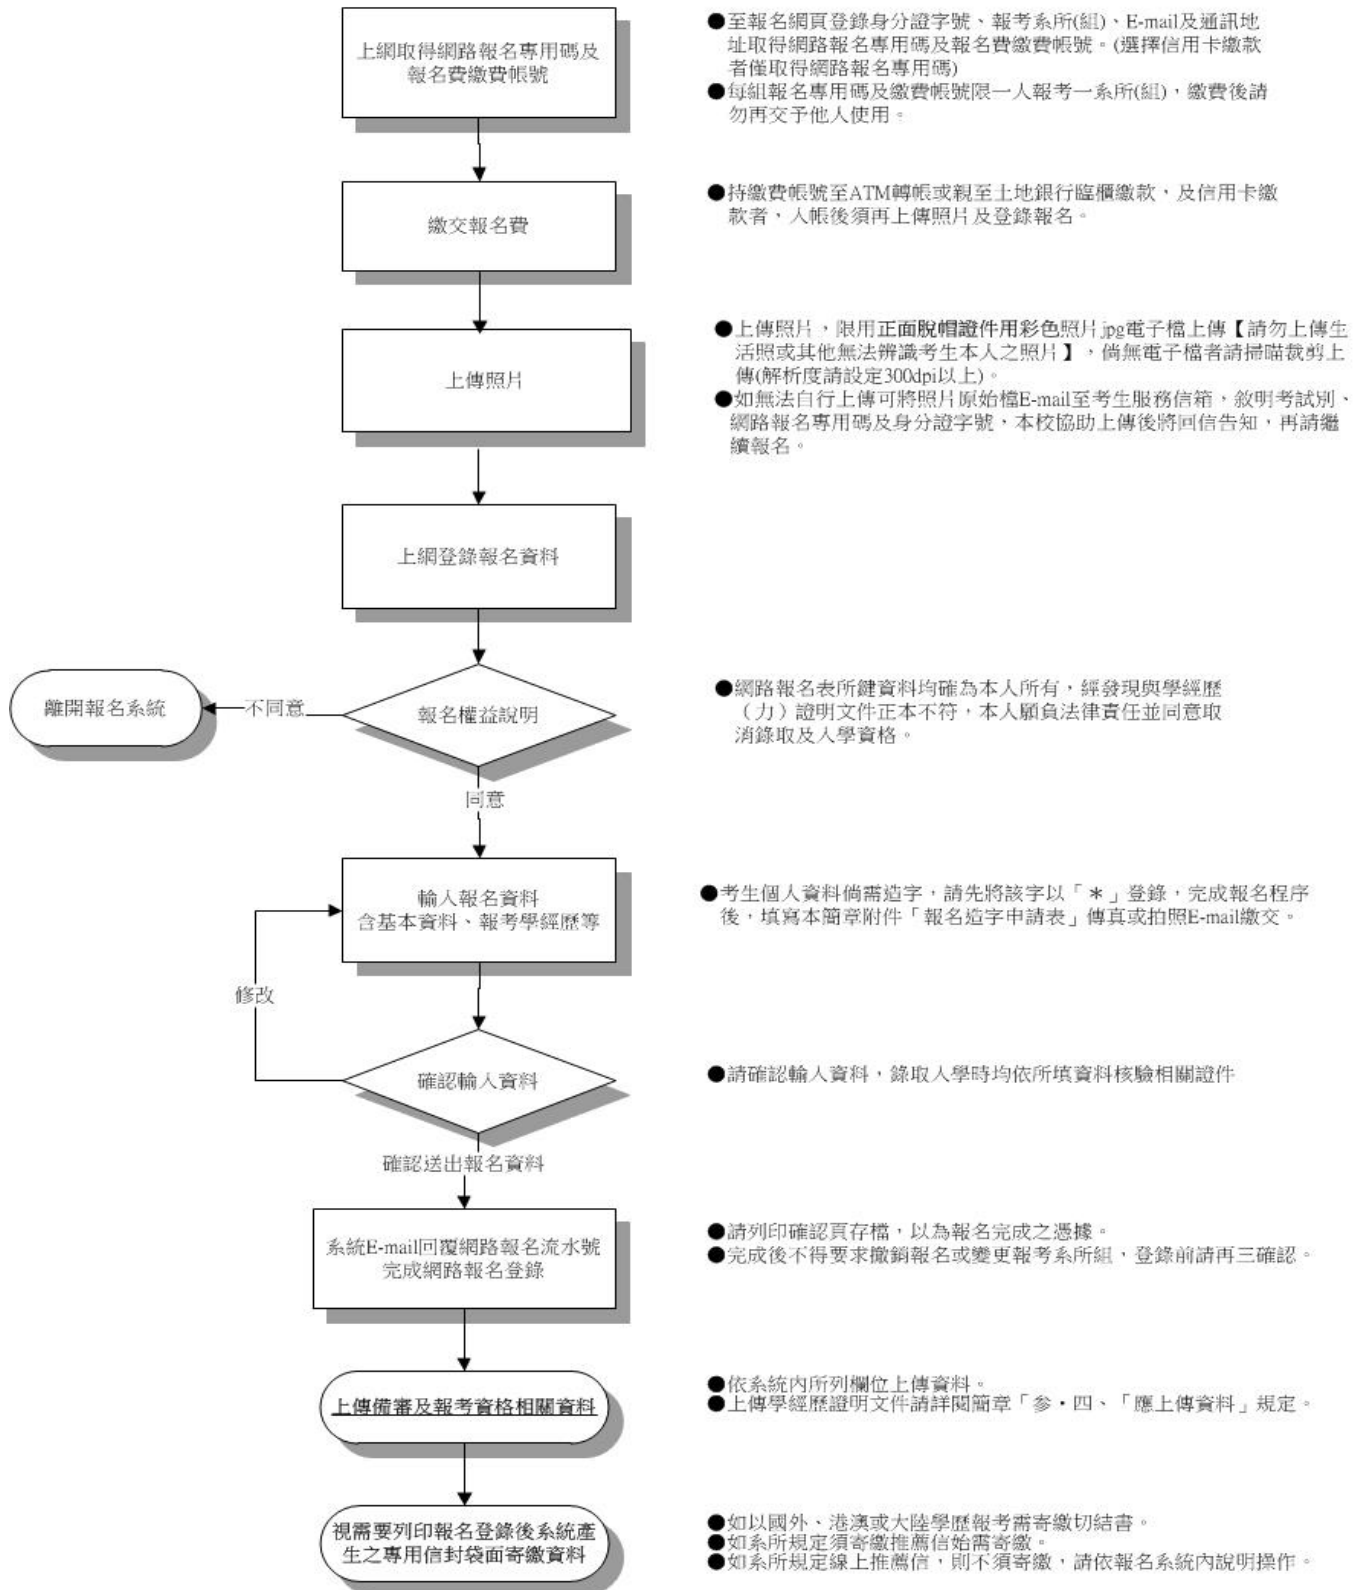 上網取得網路報名專用碼及
報名費繳費帳號
●至報名網頁登錄身分證字號、報考系所(組)、E-mail及通訊地
址取得網路報名專用碼及報名費繳費帳號。(選擇信用卡繳款
者僅取得網路報名專用碼)
●每組報名專用碼及繳費帳號限一人報考一系所(組)，繳費後請
勿再交予他人使用。
繳交報名費
●持繳費帳號至ATM轉帳或親至土地銀行臨櫃繳款，及信用卡繳
款者，入帳後須再上傳照片及登錄報名。
上傳照片
●上傳照片，限用正面脫帽證件用彩色照片jpg電子檔上傳【請勿上傳生
活照或其他無法辨識考生本人之照片】，倘無電子檔者請掃瞄裁剪上
傳(解析度請設定300dpi以上)。
●如無法自行上傳可將照片原始檔E-mail至考生服務信箱，敘明考試別、
網路報名專用碼及身分證字號，本校協助上傳後將回信告知，再請繼
續報名。
上網登錄報名資料
離開報名系統
不同意
報名權益說明
●網路報名表所鍵資料均確為本人所有，經發現與學經歷
（力）證明文件正本不符，本人願負法律責任並同意取
消錄取及入學資格。
同意
輸入報名資料
含基本資料、報考學經歷等
●考生個人資料倘需造字，請先將該字以「＊」登錄，完成報名程序
後，填寫本簡章附件「報名造字申請表」傳真或拍照E-mail繳交。
修改
確認輸入資料
●請確認輸入資料，錄取入學時均依所填資料核驗相關證件
確認送出報名資料
系統E-mail回覆網路報名流水號
完成網路報名登錄
●請列印確認頁存檔，以為報名完成之憑據。
●完成後不得要求撤銷報名或變更報考系所組，登錄前請再三確認。
上傳備審及報考資格相關資料
●依系統內所列欄位上傳資料。
●上傳學經歷證明文件請詳閱簡章「參‧四、「應上傳資料」規定。
視需要列印報名登錄後系統產
生之專用信封袋面寄繳資料
●如以國外、港澳或大陸學歷報考需寄繳切結書。
●如系所規定須寄繳推薦信始需寄繳。
●如系所規定線上推薦信，則不須寄繳，請依報名系統內說明操作。